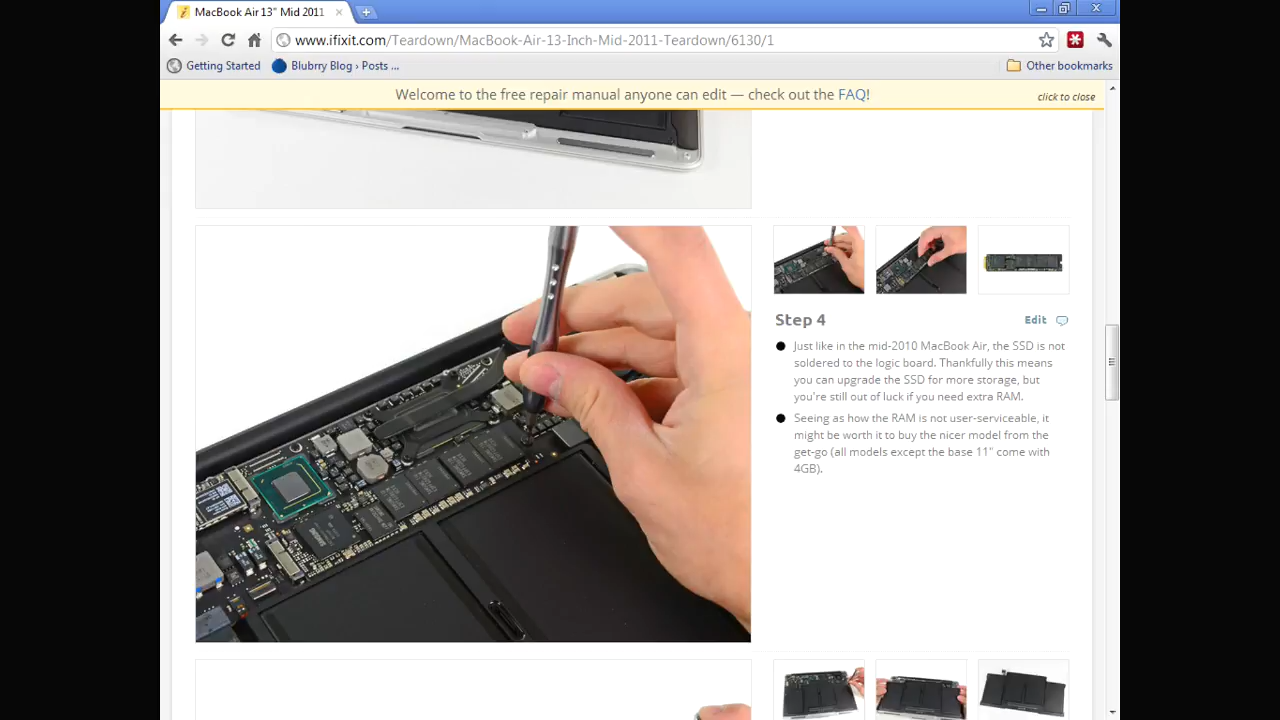 MacBook Air 13" Mid 2011
www.ifixit.com/Teardown/MacBook-Air-13-Inch-Mid-2011-Teardown/6130/1
Getting Started
Blubrry Blog › Posts ...
Other bookmarks
Welcome to the free repair manual anyone can edit — check out the FAQ!
click to close
Step 4
Edit
Just like in the mid-2010 MacBook Air, the SSD is not
soldered to the logic board. Thankfully this means
you can upgrade the SSD for more storage, but
you're still out of luck if you need extra RAM.
Seeing as how the RAM is not user-serviceable, it
might be worth it to buy the nicer model from the
get-go (all models except the base 11" come with
4GB).